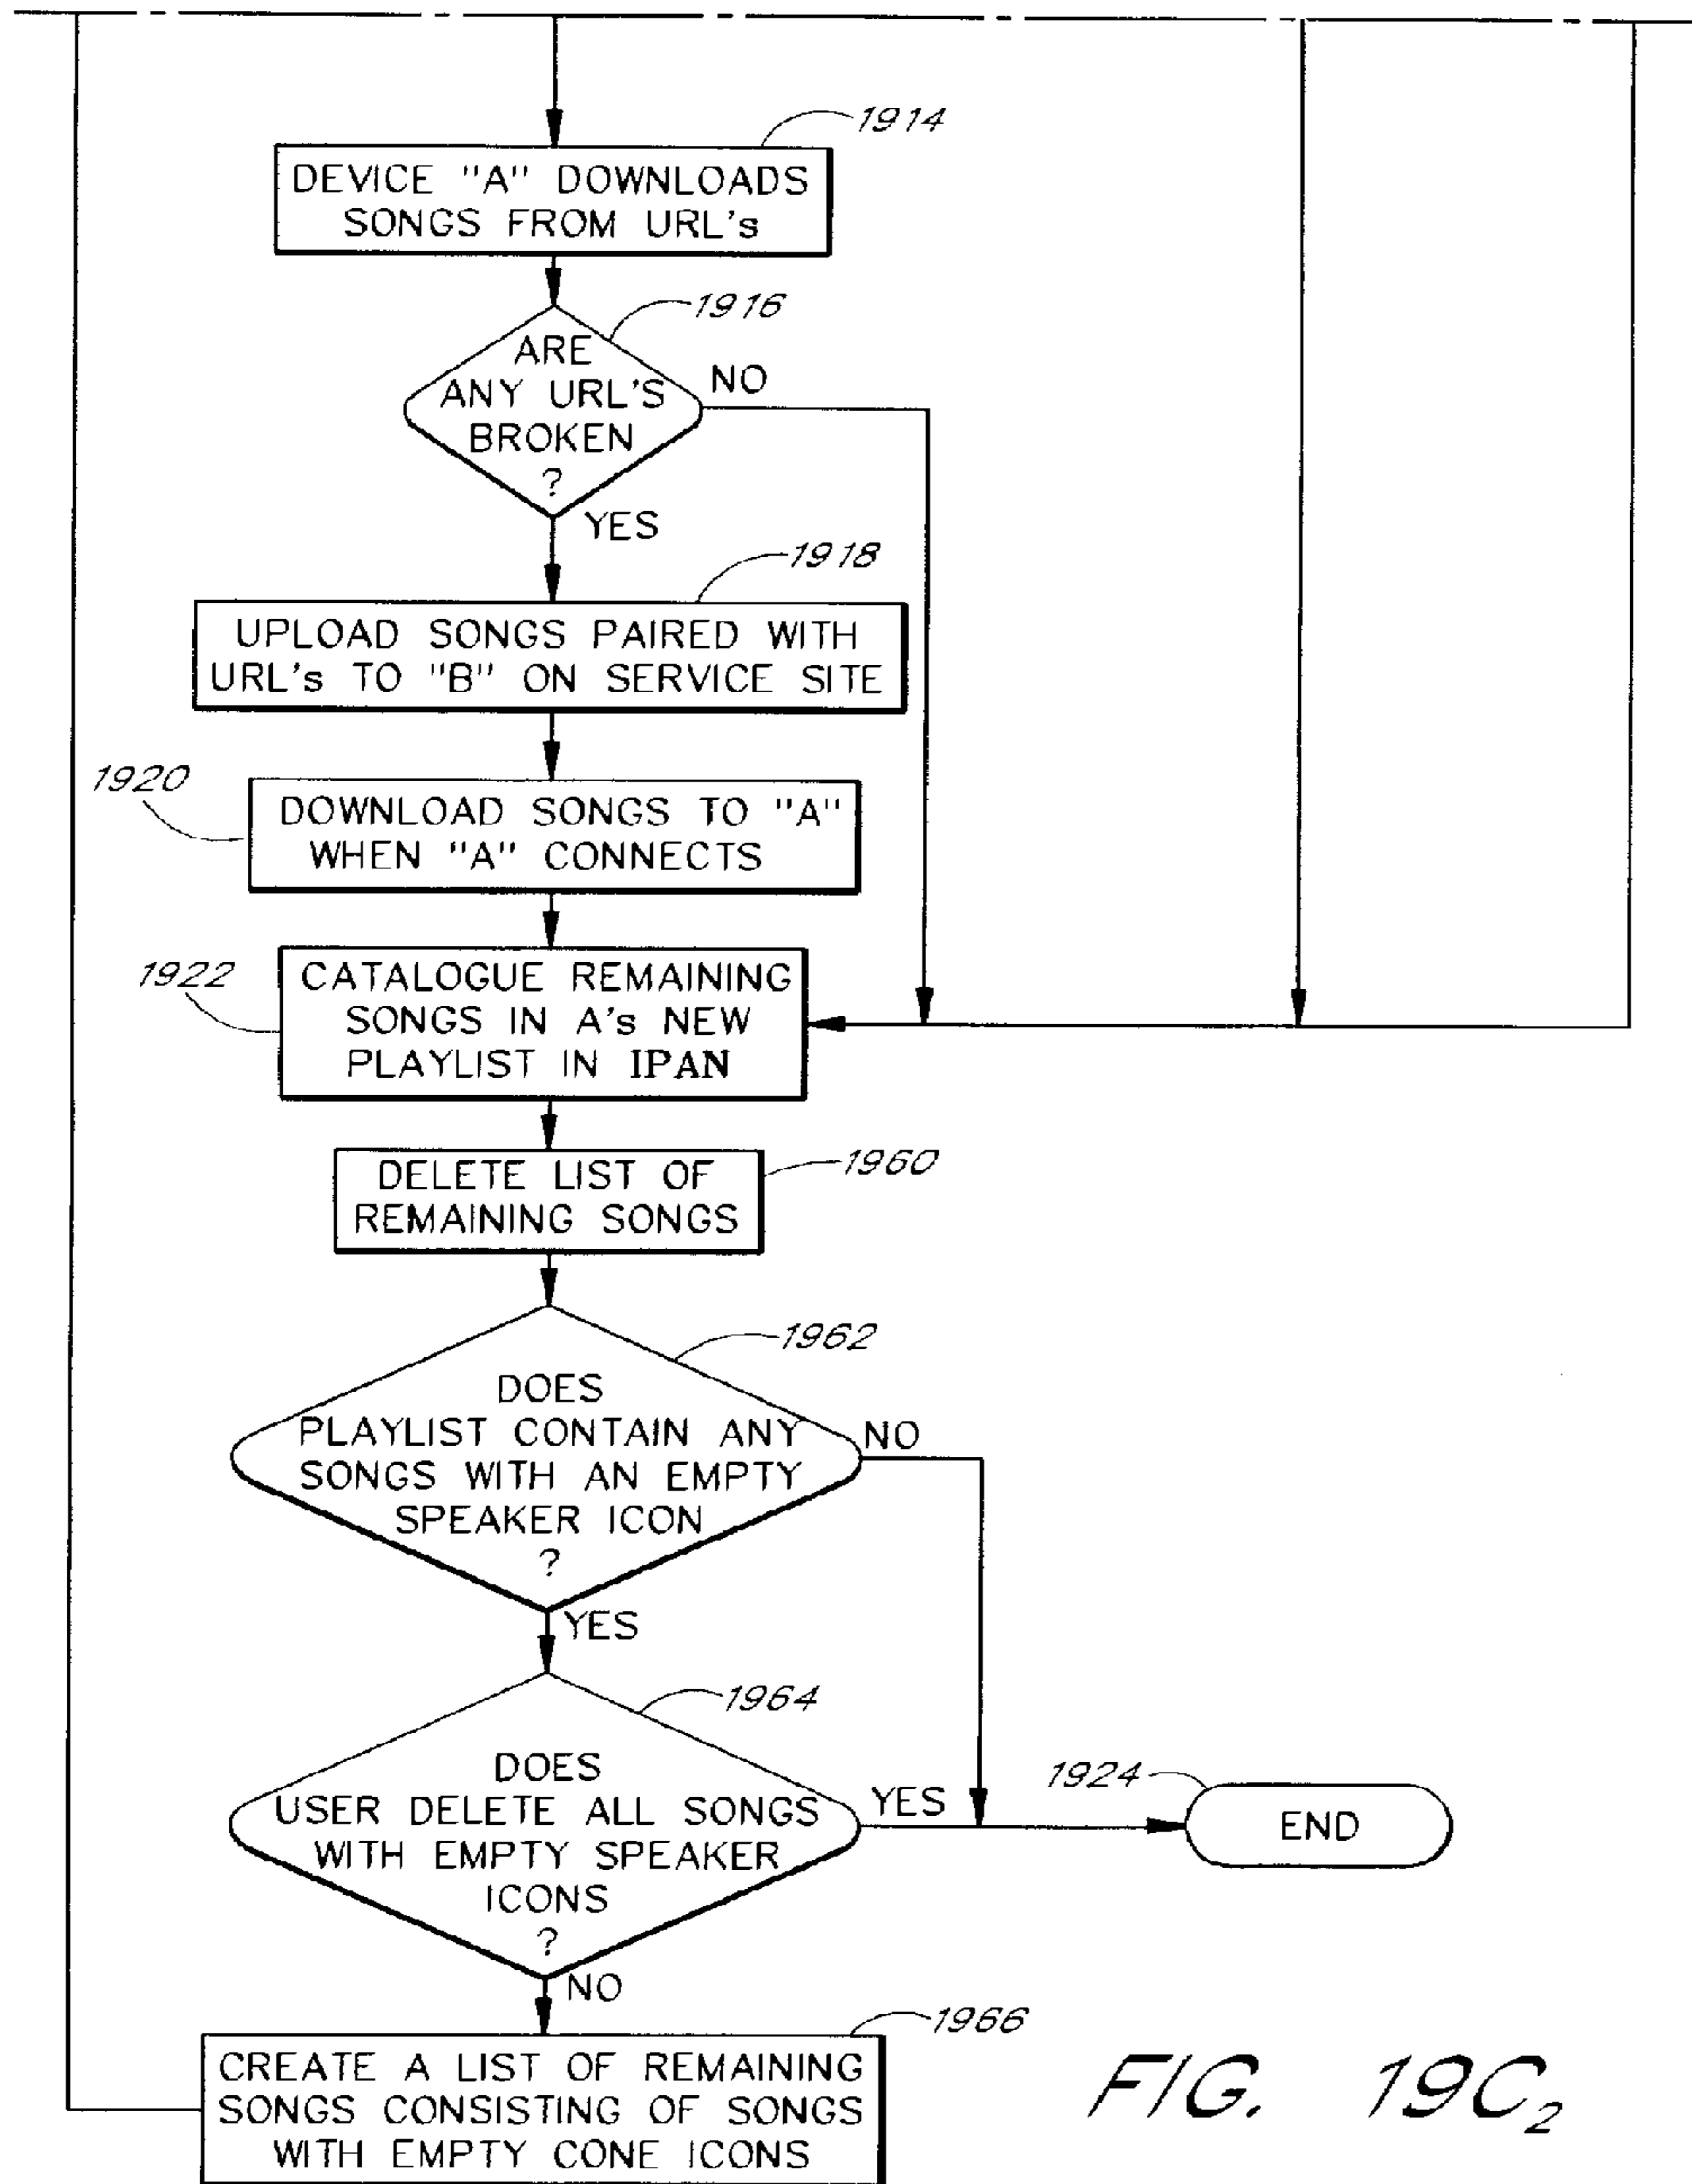 1914
DEVICE "A" DOWNLOADS
SONGS FROM URL's
1916
ARE
ANY URL'S
BROKEN
?
NO
YES
1918
UPLOAD SONGS PAIRED WITH
URL's TO "B" ON SERVICE SITE
1920
DOWNLOAD SONGS TO "A"
WHEN "A" CONNECTS
1922
CATALOGUE REMAINING
SONGS IN A's NEW
PLAYLIST IN IPAN
1960
DELETE LIST OF
REMAINING SONGS
1962
DOES
PLAYLIST CONTAIN ANY
SONGS WITH AN EMPTY
SPEAKER ICON
?
NO
YES
1964
DOES
USER DELETE ALL SONGS
WITH EMPTY SPEAKER
ICONS
?
YES
1924
END
NO
1966
CREATE A LIST OF REMAINING
SONGS CONSISTING OF SONGS
WITH EMPTY CONE ICONS
FIG. 19C2